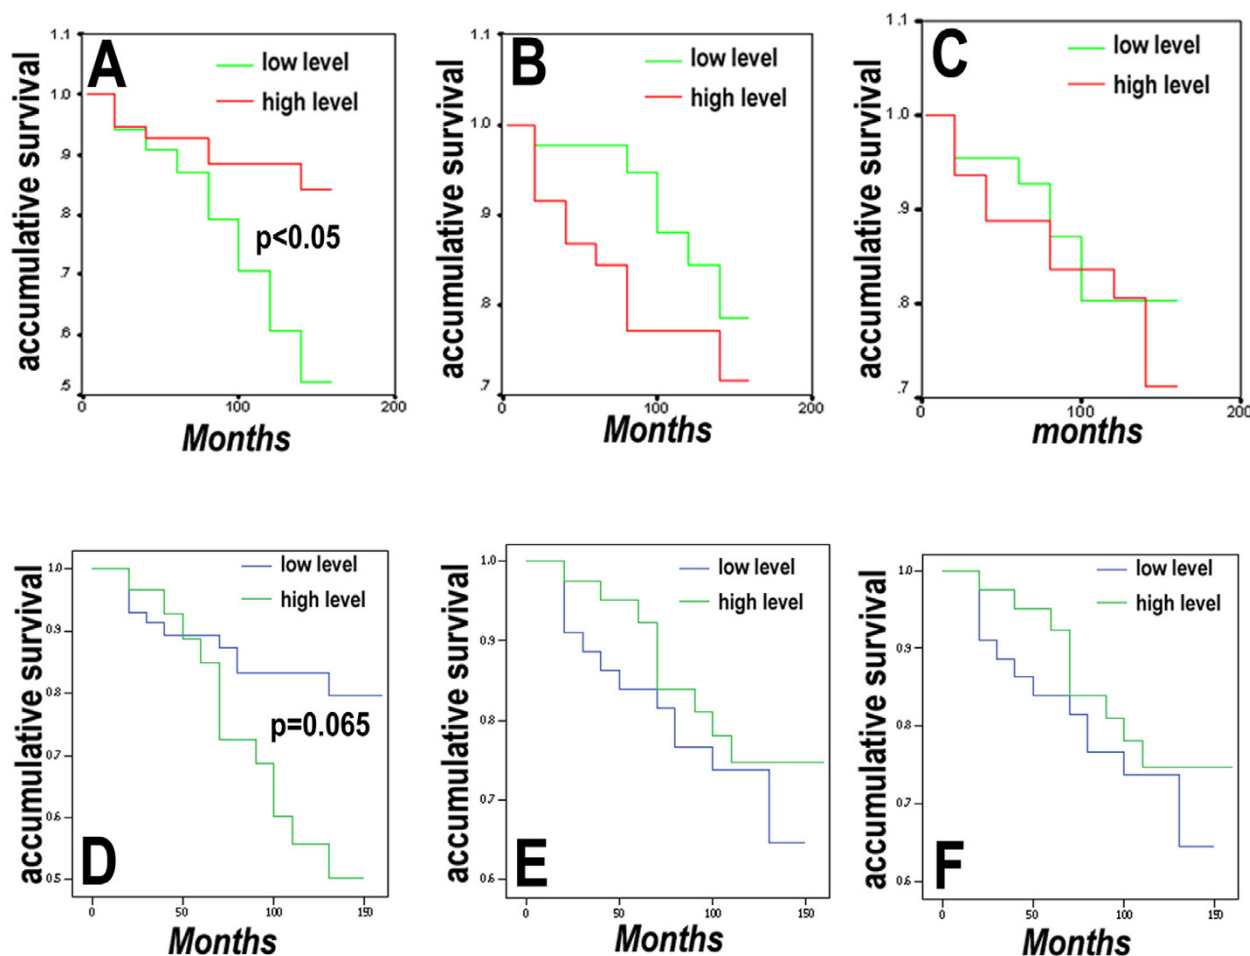 A
accumulative survival
1.1
1.0
.9
.8
.7
.6
.5
low level
high level
p<0.05
0
100
200
Months
B
accumulative survival
1.1
1.0
.9
.8
.7
low level
high level
0
100
200
Months
C
accumulative survival
1.1
1.0
.9
.8
.7
low level
high level
0
100
200
months
D
accumulative survival
1.0
0.9
0.8
0.7
0.6
0.5
low level
high level
p=0.065
0
50
100
150
Months
E
accumulative survival
1.0
0.9
0.8
0.7
0.6
low level
high level
0
50
100
150
Months
F
accumulative survival
1.0
0.9
0.8
0.7
0.6
low level
high level
0
50
100
150
Months